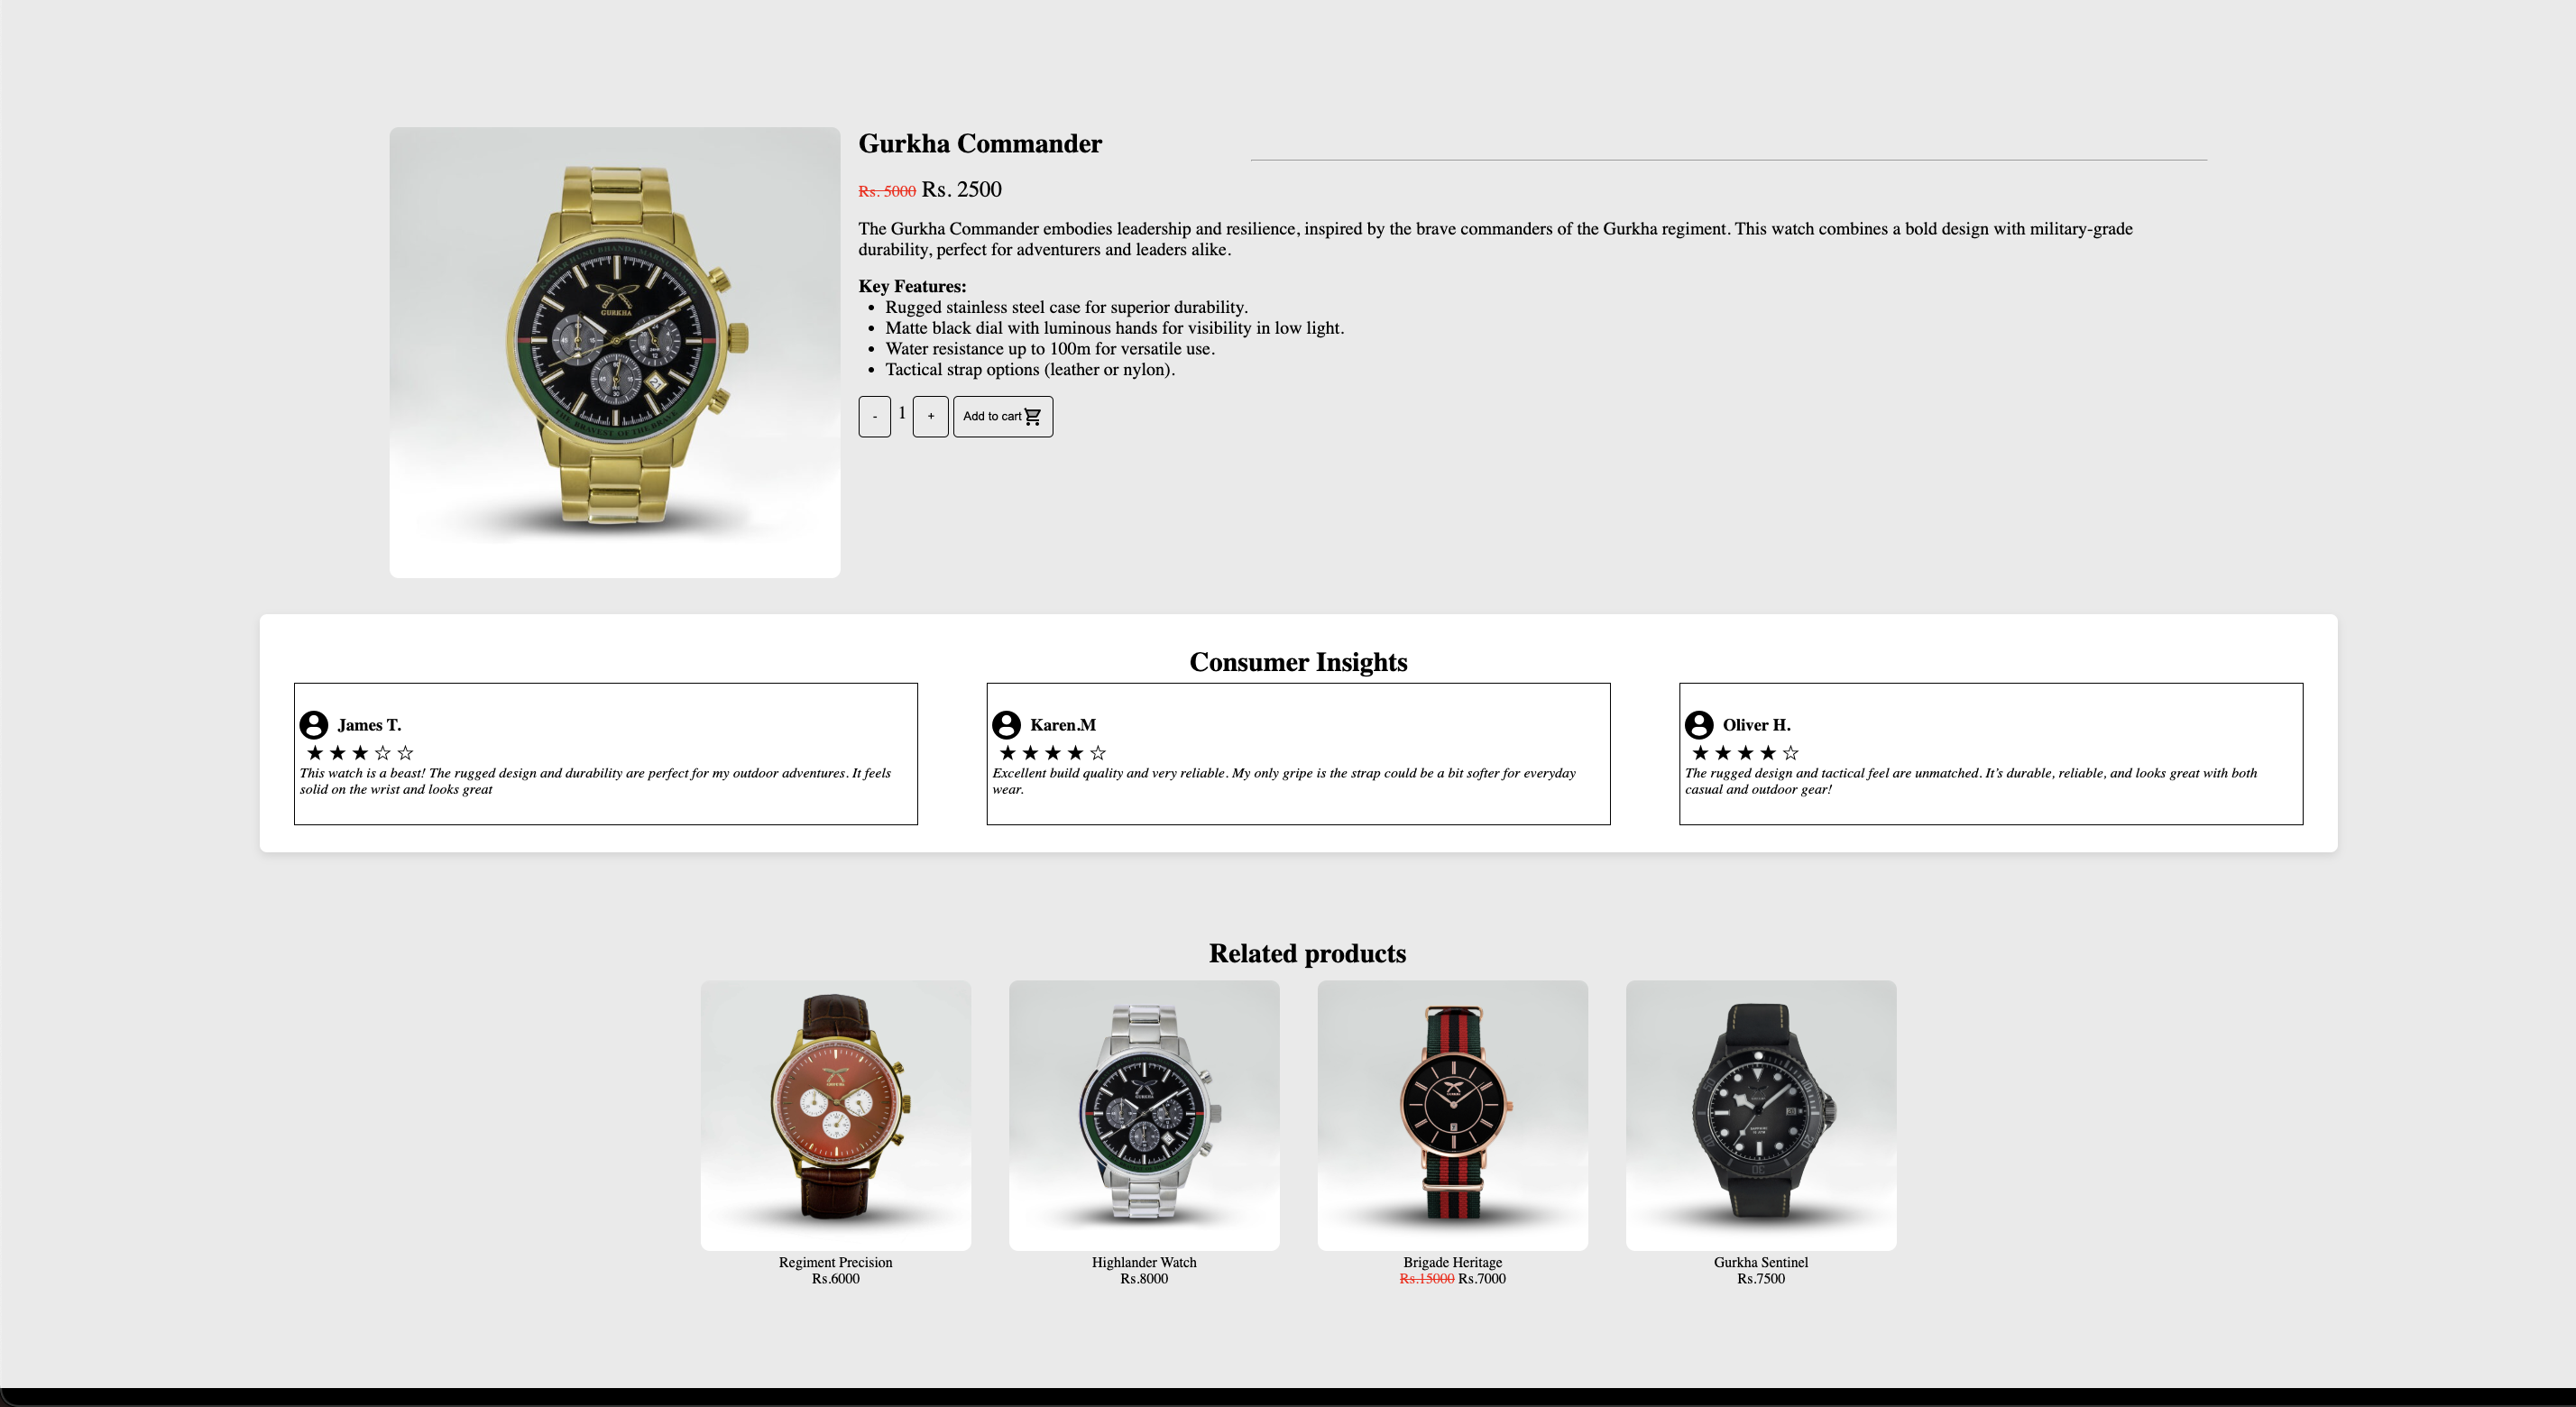 Gurkha Commander
Rs. 5000 Rs. 2500
The Gurkha Commander embodies leadership and resilience, inspired by the brave commanders of the Gurkha regiment. This watch combines a bold design with military-grade
durability, perfect for adventurers and leaders alike.
Key Features:
Rugged stainless steel case for superior durability.
Matte black dial with luminous hands for visibility in low light.
Water resistance up to 100m for versatile use.
Tactical strap options (leather or nylon).
- 1 + Add to cart
GURKHA
THE BRAVEST OF THE BRAVE
Consumer Insights
James T.
★ ★ ★ ☆ ☆
This watch is a beast! The rugged design and durability are perfect for my outdoor adventures. It feels
solid on the wrist and looks great
Karen.M
★ ★ ★ ★ ☆
Excellent build quality and very reliable. My only gripe is the strap could be a bit softer for everyday
wear.
Oliver H.
★ ★ ★ ★ ☆
The rugged design and tactical feel are unmatched. It’s durable, reliable, and looks great with both
casual and outdoor gear!
Related products
Regiment Precision
Rs.6000
Highlander Watch
Rs.8000
Brigade Heritage
Rs.15000 Rs.7000
Gurkha Sentinel
Rs.7500